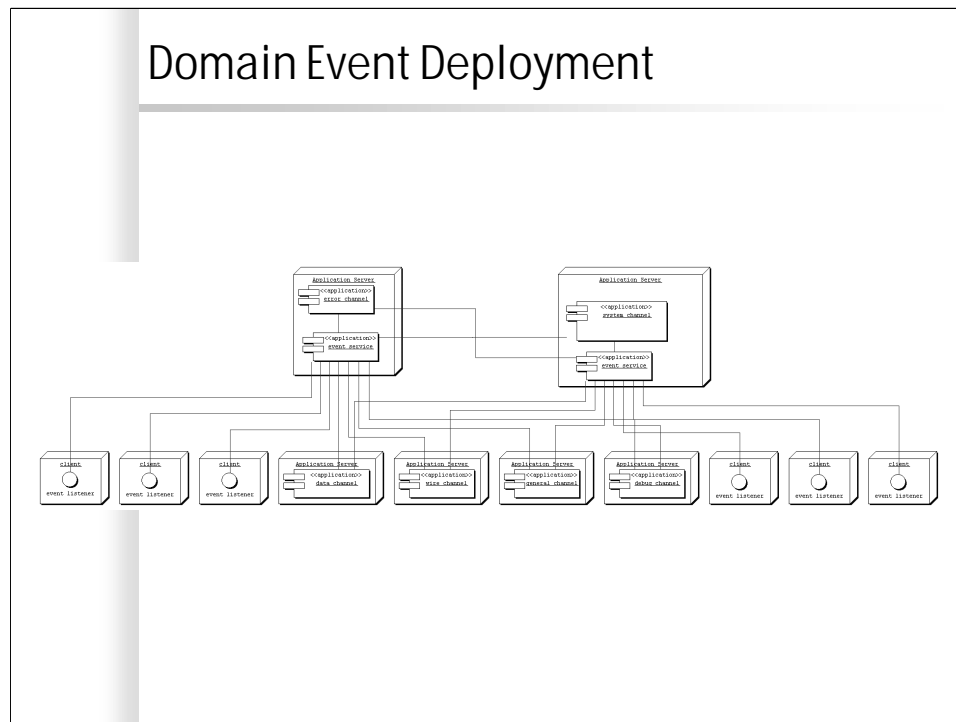 Domain Event Deployment
Application Server
<<application>>
error channel
<<application>>
event service
Application Server
<<application>>
system channel
<<application>>
event service
client
event listener
client
event listener
client
event listener
Application Server
<<application>>
data channel
Application Server
<<application>>
wire channel
Application Server
<<application>>
general channel
Application Server
<<application>>
debug channel
client
event listener
client
event listener
client
event listener